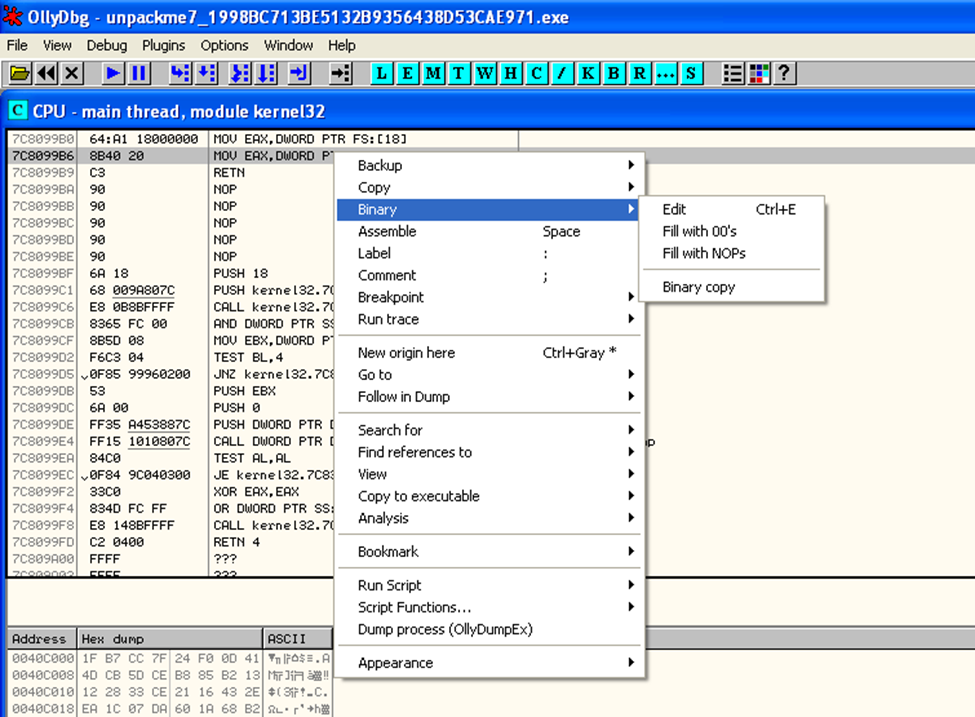 OllyDbg - unpackme7_1998BC713BE5132B9356438D53CAE971.exe
File View Debug Plugins Options Window Help
L E M T W H C / K B R ... S ?
C CPU - main thread, module kernel32
7C8099B0 64:A1 18000000 MOV EAX,DWORD PTR FS:[18]
7C8099B6 8B40 20 MOV EAX,DWORD
7C8099B9 C3 RETN
7C8099BA 90 NOP
7C8099BB 90 NOP
7C8099BC 90 NOP
7C8099BD 90 NOP
7C8099BE 90 NOP
7C8099BF 6A 18 PUSH 18
7C8099C1 68 009A807C PUSH kernel32.7C
7C8099C6 E8 0B8BFFFF CALL kernel32.7C
7C8099CB 8365 FC 00 AND DWORD PTR SS
7C8099CF 8B5D 08 MOV EBX,DWORD
7C8099D2 F6C3 04 TEST BL,4
7C8099D5 0F85 99960200 JNZ kernel32.7C8
7C8099DB 53 PUSH EBX
7C8099DC 6A 00 PUSH 0
7C8099DE FF35 A453887C PUSH DWORD PTR
7C8099E4 FF15 1010807C CALL DWORD PTR
7C8099EA 84C0 TEST AL,AL
7C8099EC 0F84 9C040300 JE kernel32.7C83
7C8099F2 33C0 XOR EAX,EAX
7C8099F4 834D FC FF OR DWORD PTR SS:
7C8099F8 E8 148BFFFF CALL kernel32.7C
7C8099FD C2 0400 RETN 4
7C809A00 FFFF ???
7C809A02 FFFF ???
Backup
Copy
Binary
Assemble Space
Label :
Comment ;
Breakpoint
Run trace
New origin here Ctrl+Gray *
Go to
Follow in Dump
Search for
Find references to
View
Copy to executable
Analysis
Bookmark
Run Script
Script Functions...
Dump process (OllyDumpEx)
Appearance
Edit Ctrl+E
Fill with 00's
Fill with NOPs
Binary copy
Address Hex dump ASCII
0040C000 1F B7 CC 7F 24 F0 0D 41
0040C008 4D CB 5D CE B8 85 B2 13
0040C010 12 28 33 CE 21 16 43 2E
0040C018 EA 1C 07 DA 60 1A 68 B2